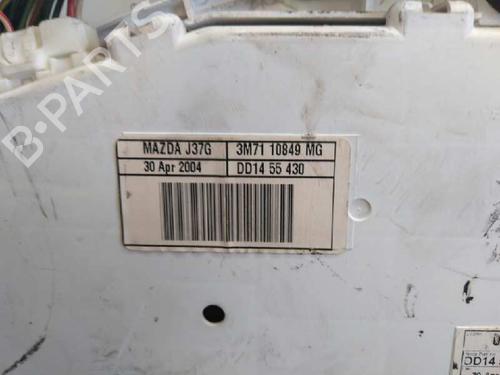 B-PARTS
MAZDA J37G 3M71 10849 MG
30 Apr 2004 DD14 55 430
DD14